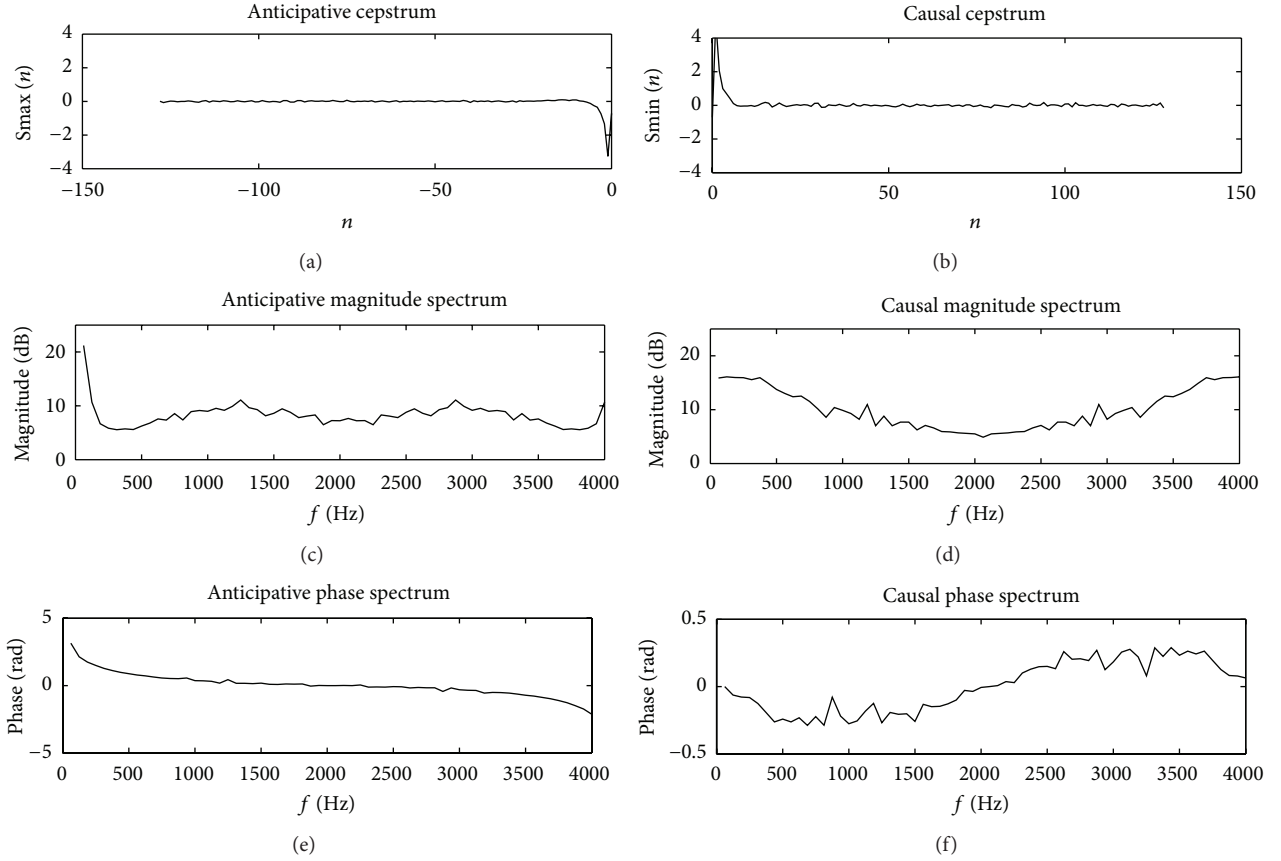 Anticipative cepstrum
4
2
0
−2
−4
Smax (n)
−150
−100
−50
0
n
(a)
Causal cepstrum
4
2
0
−2
−4
Smin (n)
0
50
100
150
n
(b)
Anticipative magnitude spectrum
20
10
0
Magnitude (dB)
0
500
1000
1500
2000
2500
3000
3500
4000
f (Hz)
(c)
Causal magnitude spectrum
20
10
0
Magnitude (dB)
0
500
1000
1500
2000
2500
3000
3500
4000
f (Hz)
(d)
Anticipative phase spectrum
5
0
−5
Phase (rad)
0
500
1000
1500
2000
2500
3000
3500
4000
f (Hz)
(e)
Causal phase spectrum
0.5
0
−0.5
Phase (rad)
0
500
1000
1500
2000
2500
3000
3500
4000
f (Hz)
(f)